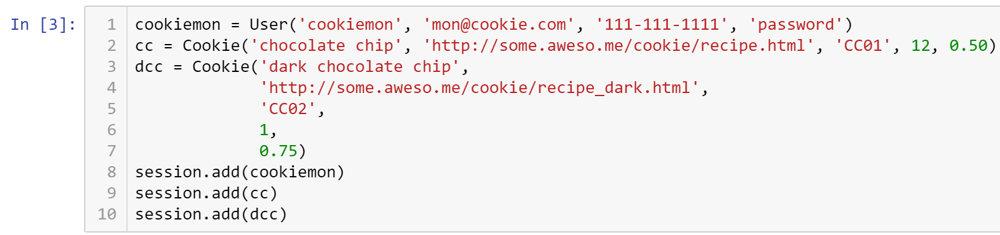 In [3]:
1 cookiemon = User('cookiemon', 'mon@cookie.com', '111-111-1111', 'password')
2 cc = Cookie('chocolate chip', 'http://some.aweso.me/cookie/recipe.html', 'CC01', 12, 0.50)
3 dcc = Cookie('dark chocolate chip',
4              'http://some.aweso.me/cookie/recipe_dark.html',
5              'CC02',
6              1,
7              0.75)
8 session.add(cookiemon)
9 session.add(cc)
10 session.add(dcc)